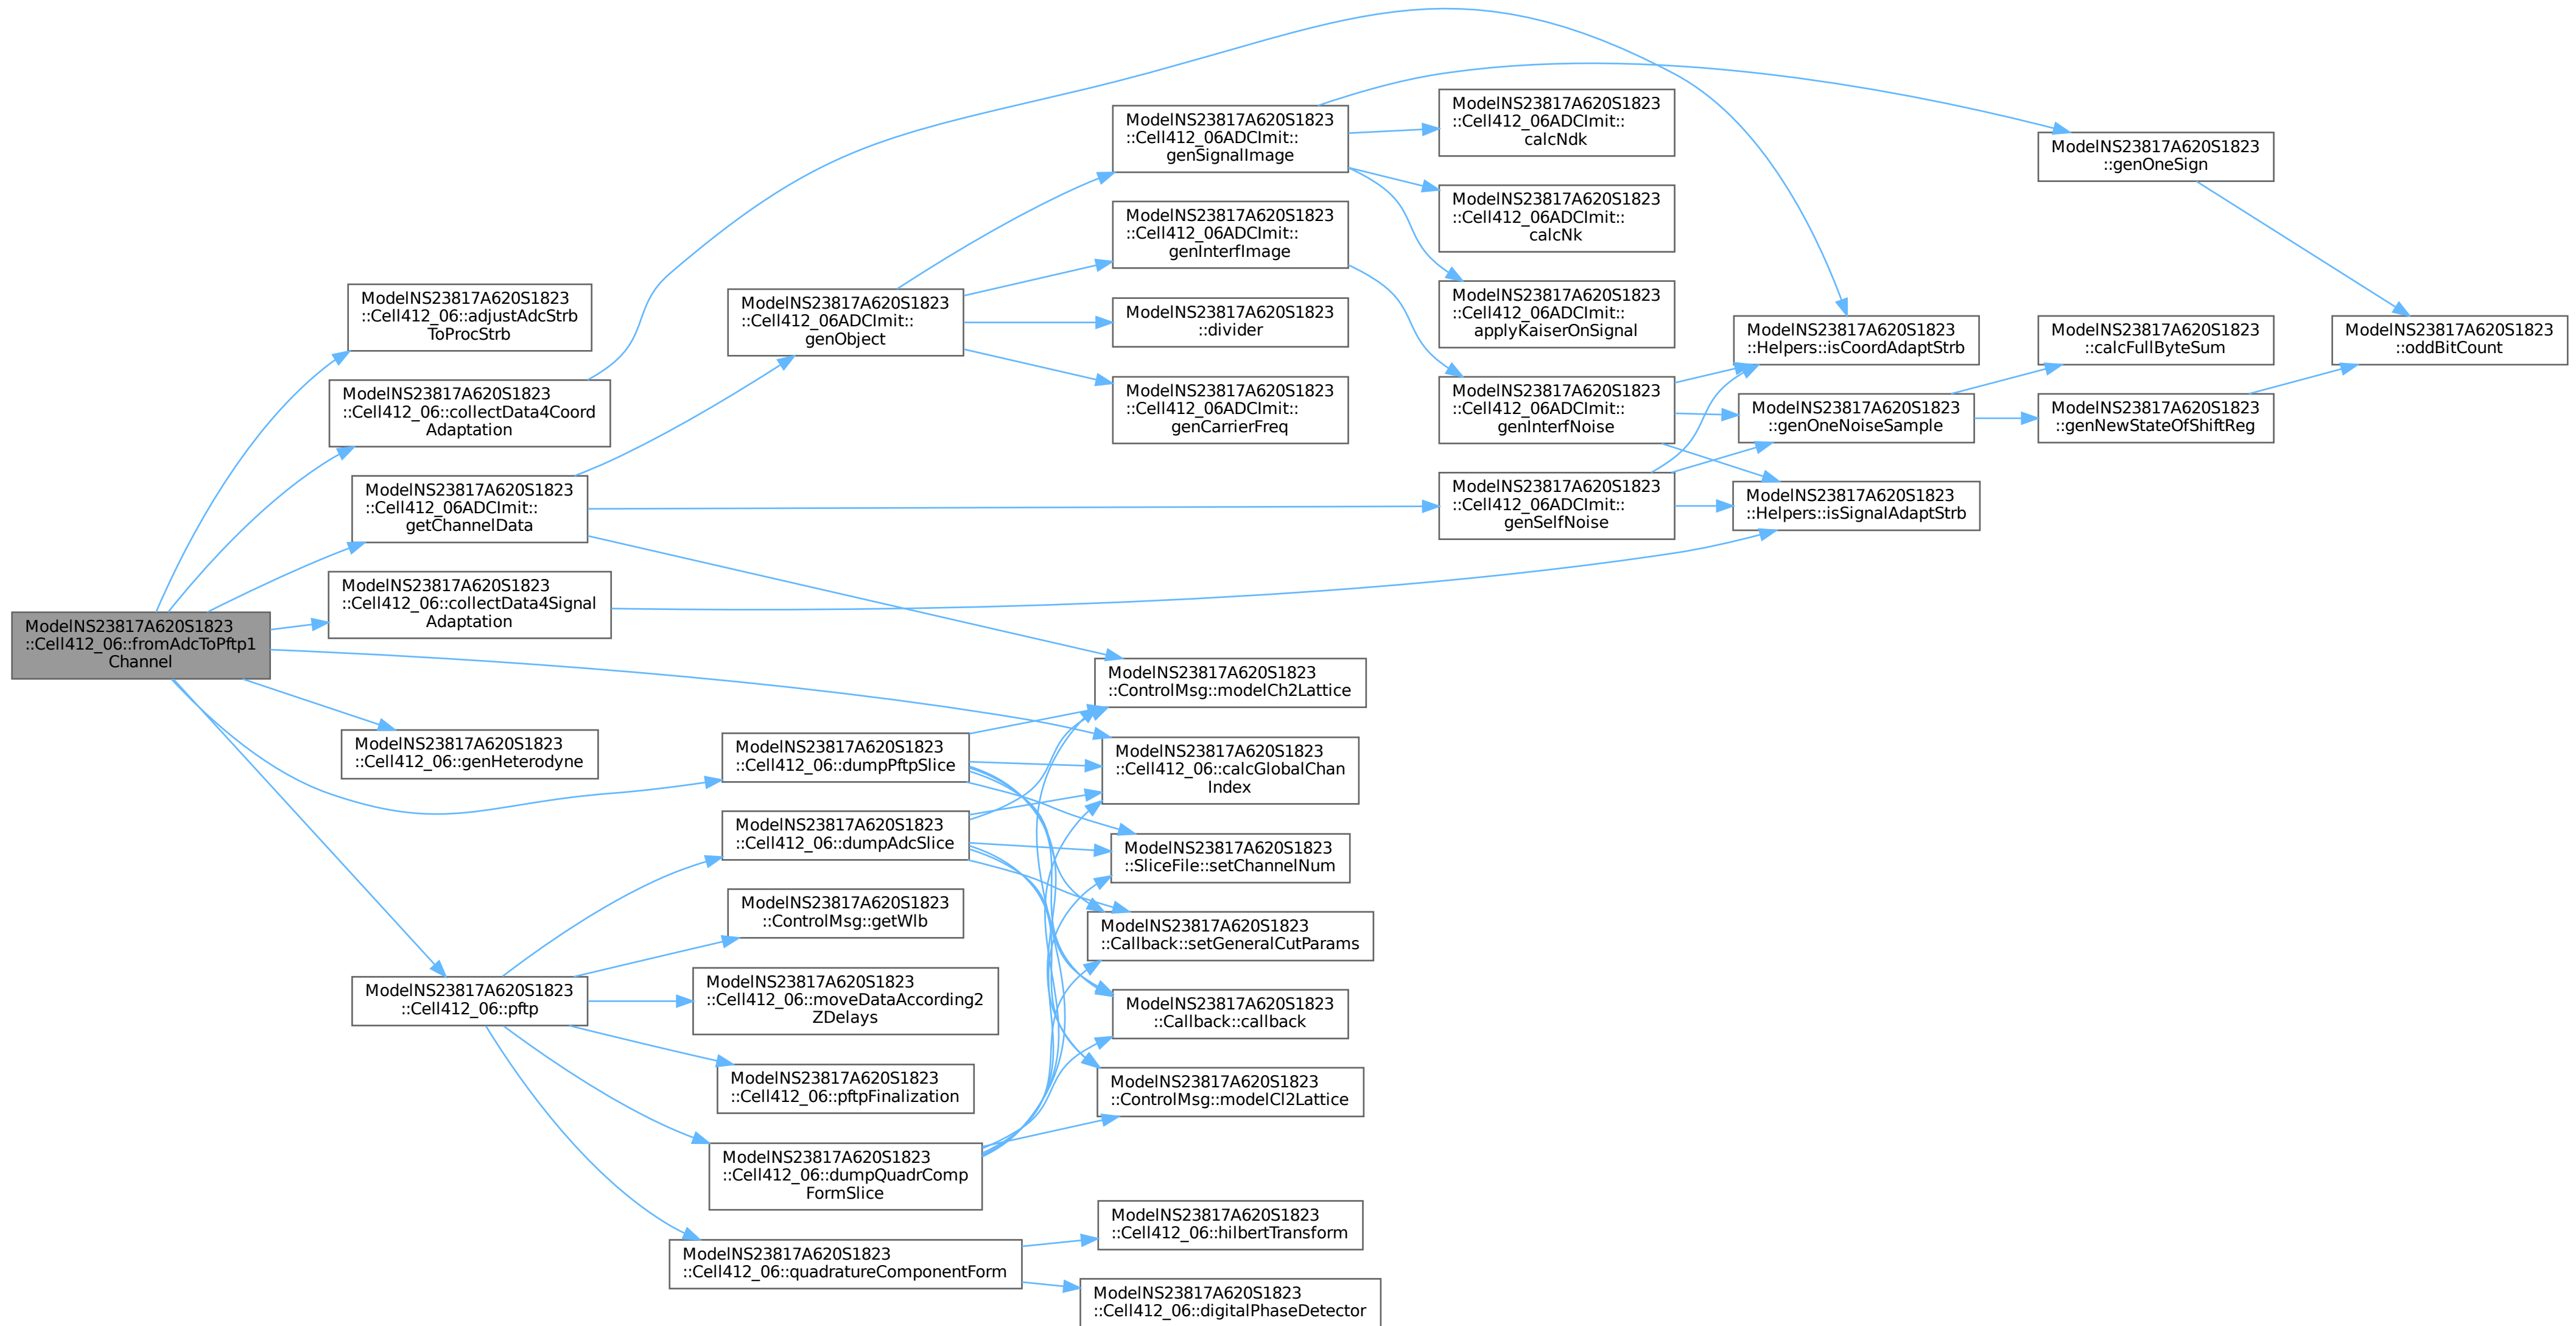 ModelNS23817A620S1823
::Cell412_06::fromAdcToPftp1
Channel
ModelNS23817A620S1823
::Cell412_06::adjustAdcStrb
ToProcStrb
ModelNS23817A620S1823
::Cell412_06::collectData4Coord
Adaptation
ModelNS23817A620S1823
::Cell412_06ADCImit::
getChannelData
ModelNS23817A620S1823
::Cell412_06::collectData4Signal
Adaptation
ModelNS23817A620S1823
::Cell412_06::genHeterodyne
ModelNS23817A620S1823
::Cell412_06::pftp
ModelNS23817A620S1823
::Cell412_06ADCImit::
genObject
ModelNS23817A620S1823
::Cell412_06::dumpPftpSlice
ModelNS23817A620S1823
::Cell412_06::dumpAdcSlice
ModelNS23817A620S1823
::ControlMsg::getWlb
ModelNS23817A620S1823
::Cell412_06::moveDataAccording2
ZDelays
ModelNS23817A620S1823
::Cell412_06::pftpFinalization
ModelNS23817A620S1823
::Cell412_06::dumpQuadrComp
FormSlice
ModelNS23817A620S1823
::Cell412_06::quadratureComponentForm
ModelNS23817A620S1823
::Cell412_06ADCImit::
genSignalImage
ModelNS23817A620S1823
::Cell412_06ADCImit::
genInterfImage
ModelNS23817A620S1823
::divider
ModelNS23817A620S1823
::Cell412_06ADCImit::
genCarrierFreq
ModelNS23817A620S1823
::ControlMsg::modelCh2Lattice
ModelNS23817A620S1823
::Cell412_06::calcGlobalChan
Index
ModelNS23817A620S1823
::SliceFile::setChannelNum
ModelNS23817A620S1823
::Callback::setGeneralCutParams
ModelNS23817A620S1823
::Callback::callback
ModelNS23817A620S1823
::ControlMsg::modelCl2Lattice
ModelNS23817A620S1823
::Cell412_06::hilbertTransform
ModelNS23817A620S1823
::Cell412_06::digitalPhaseDetector
ModelNS23817A620S1823
::Cell412_06ADCImit::
calcNdk
ModelNS23817A620S1823
::Cell412_06ADCImit::
calcNk
ModelNS23817A620S1823
::Cell412_06ADCImit::
applyKaiserOnSignal
ModelNS23817A620S1823
::Cell412_06ADCImit::
genInterfNoise
ModelNS23817A620S1823
::Cell412_06ADCImit::
genSelfNoise
ModelNS23817A620S1823
::Helpers::isCoordAdaptStrb
ModelNS23817A620S1823
::genOneNoiseSample
ModelNS23817A620S1823
::Helpers::isSignalAdaptStrb
ModelNS23817A620S1823
::genOneSign
ModelNS23817A620S1823
::calcFullByteSum
ModelNS23817A620S1823
::genNewStateOfShiftReg
ModelNS23817A620S1823
::oddBitCount